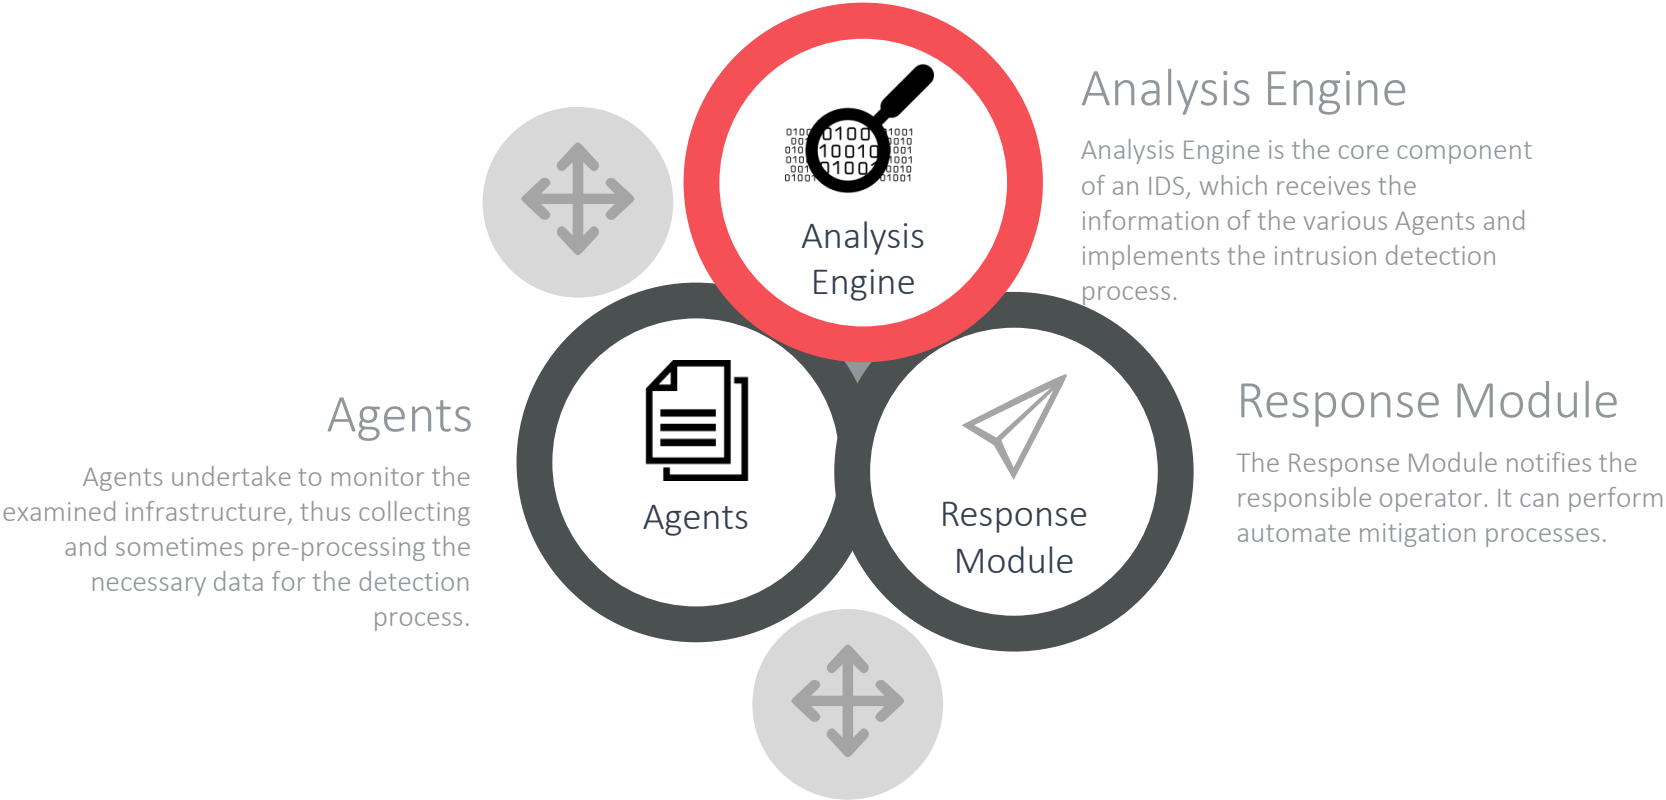 Analysis Engine
Analysis Engine is the core component
of an IDS, which receives the
information of the various Agents and
implements the intrusion detection
process.
Analysis
Engine
Agents
Agents undertake to monitor the
examined infrastructure, thus collecting
and sometimes pre-processing the
necessary data for the detection
process.
Agents
Response
Module
Response Module
The Response Module notifies the
responsible operator. It can perform
automate mitigation processes.